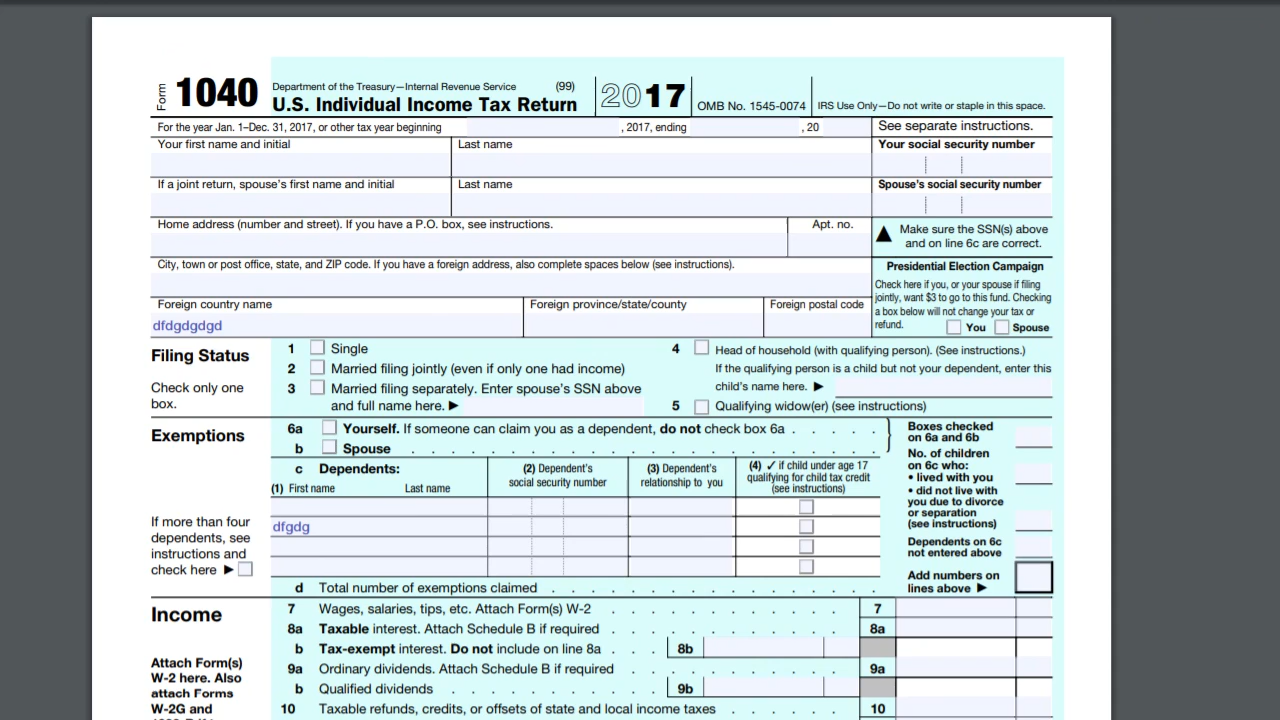 Form 1040 Department of the Treasury—Internal Revenue Service (99) U.S. Individual Income Tax Return 2017 OMB No. 1545-0074 IRS Use Only—Do not write or staple in this space.
For the year Jan. 1–Dec. 31, 2017, or other tax year beginning , 2017, ending , 20 See separate instructions.
Your first name and initial Last name Your social security number
If a joint return, spouse's first name and initial Last name Spouse's social security number
Home address (number and street). If you have a P.O. box, see instructions. Apt. no.
▲ Make sure the SSN(s) above
and on line 6c are correct.
City, town or post office, state, and ZIP code. If you have a foreign address, also complete spaces below (see instructions).
Presidential Election Campaign
Check here if you, or your spouse if filing
jointly, want $3 to go to this fund. Checking
a box below will not change your tax or
refund. You Spouse
Foreign country name Foreign province/state/county Foreign postal code
dfdgdgdgd
Filing Status
Check only one
box.
1 Single
2 Married filing jointly (even if only one had income)
3 Married filing separately. Enter spouse's SSN above
and full name here. ▶
4 Head of household (with qualifying person). (See instructions.)
If the qualifying person is a child but not your dependent, enter this
child's name here. ▶
5 Qualifying widow(er) (see instructions)
Exemptions
6a Yourself. If someone can claim you as a dependent, do not check box 6a . . . . .
b Spouse . . . . . . . . . . . . . . . . . . . . . . . .
}
c Dependents:
(1) First name Last name
(2) Dependent's
social security number
(3) Dependent's
relationship to you
(4) ✓ if child under age 17
qualifying for child tax credit
(see instructions)
dfgdg
If more than four
dependents, see
instructions and
check here ▶
d Total number of exemptions claimed . . . . . . . . . . . . . . . . .
Boxes checked
on 6a and 6b
No. of children
on 6c who:
• lived with you
• did not live with
you due to divorce
or separation
(see instructions)
Dependents on 6c
not entered above
Add numbers on
lines above ▶
Income
Attach Form(s)
W-2 here. Also
attach Forms
W-2G and
7 Wages, salaries, tips, etc. Attach Form(s) W-2 . . . . . . . . . . . . 7
8a Taxable interest. Attach Schedule B if required . . . . . . . . . . . . 8a
b Tax-exempt interest. Do not include on line 8a . . . 8b
9a Ordinary dividends. Attach Schedule B if required . . . . . . . . . . . 9a
b Qualified dividends . . . . . . . . . . . 9b
10 Taxable refunds, credits, or offsets of state and local income taxes . . . . . . 10